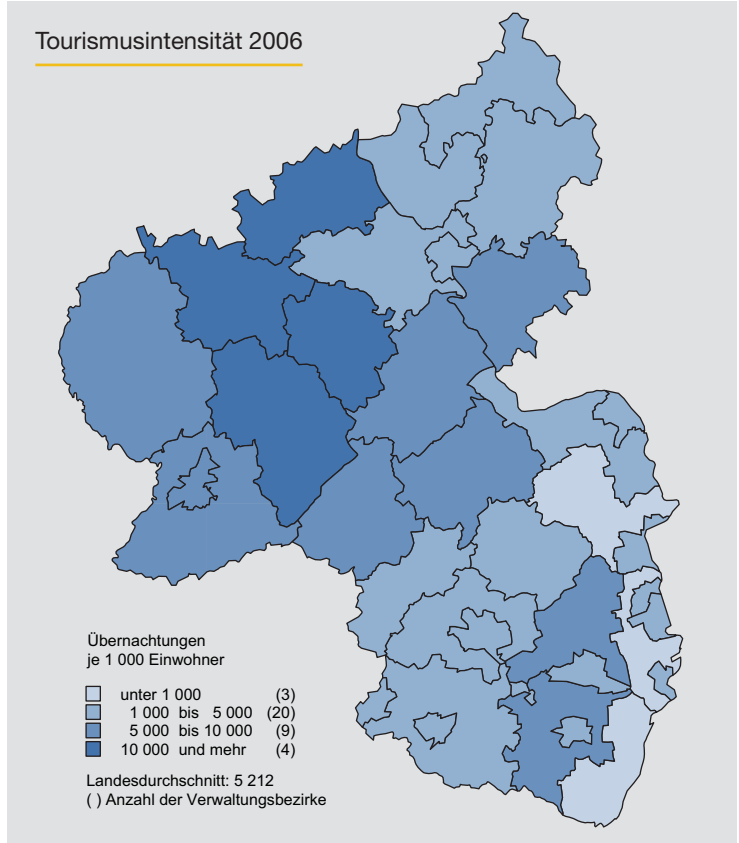 Tourismusintensität 2006
Übernachtungen
je 1 000 Einwohner
unter 1 000 (3)
1 000 bis 5 000 (20)
5 000 bis 10 000 (9)
10 000 und mehr (4)
Landesdurchschnitt: 5 212
( ) Anzahl der Verwaltungsbezirke